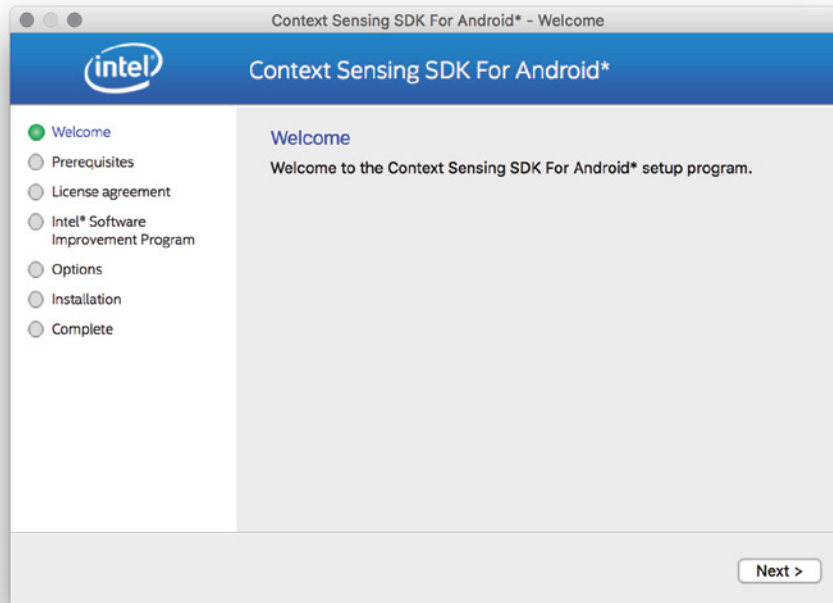 Context Sensing SDK For Android* - Welcome
intel®
Context Sensing SDK For Android*
Welcome
Prerequisites
License agreement
Intel® Software
Improvement Program
Options
Installation
Complete
Welcome
Welcome to the Context Sensing SDK For Android* setup program.
Next >